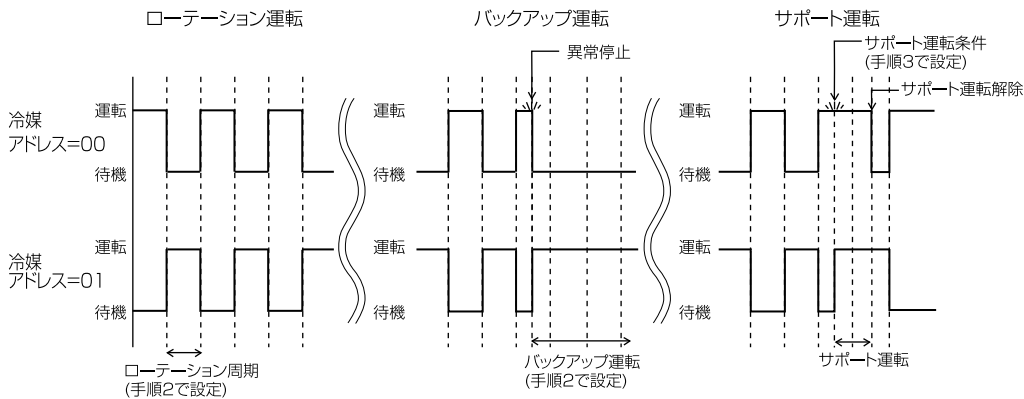 ローテーション運転
バックアップ運転
サポート運転
異常停止
サポート運転条件
(手順3で設定)
サポート運転解除
冷媒
アドレス=00
運転
待機
運転
待機
運転
待機
冷媒
アドレス=01
運転
待機
運転
待機
運転
待機
ローテーション周期
(手順2で設定)
バックアップ運転
(手順2で設定)
サポート運転